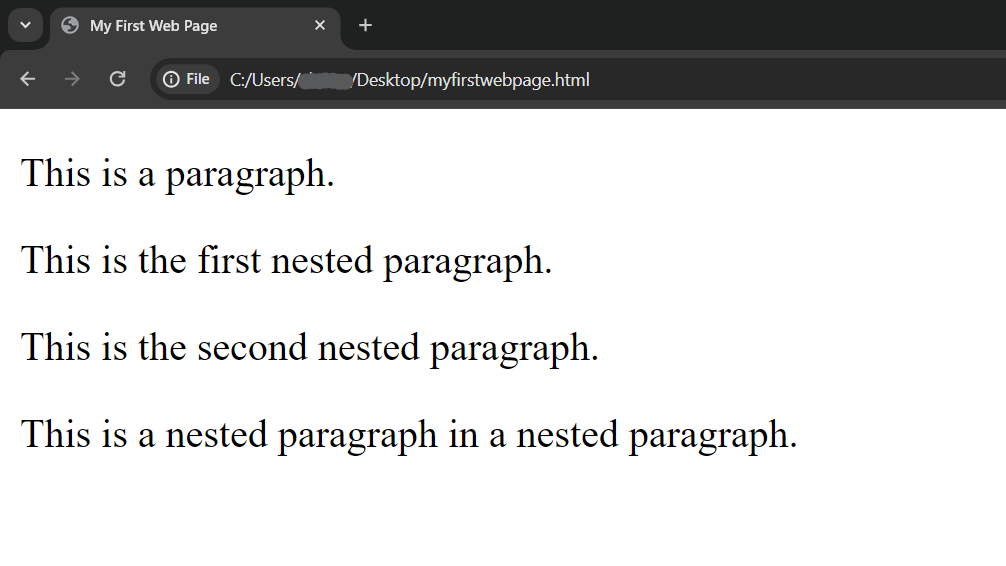 My First Web Page
File C:/Users/ /Desktop/myfirstwebpage.html
This is a paragraph.
This is the first nested paragraph.
This is the second nested paragraph.
This is a nested paragraph in a nested paragraph.